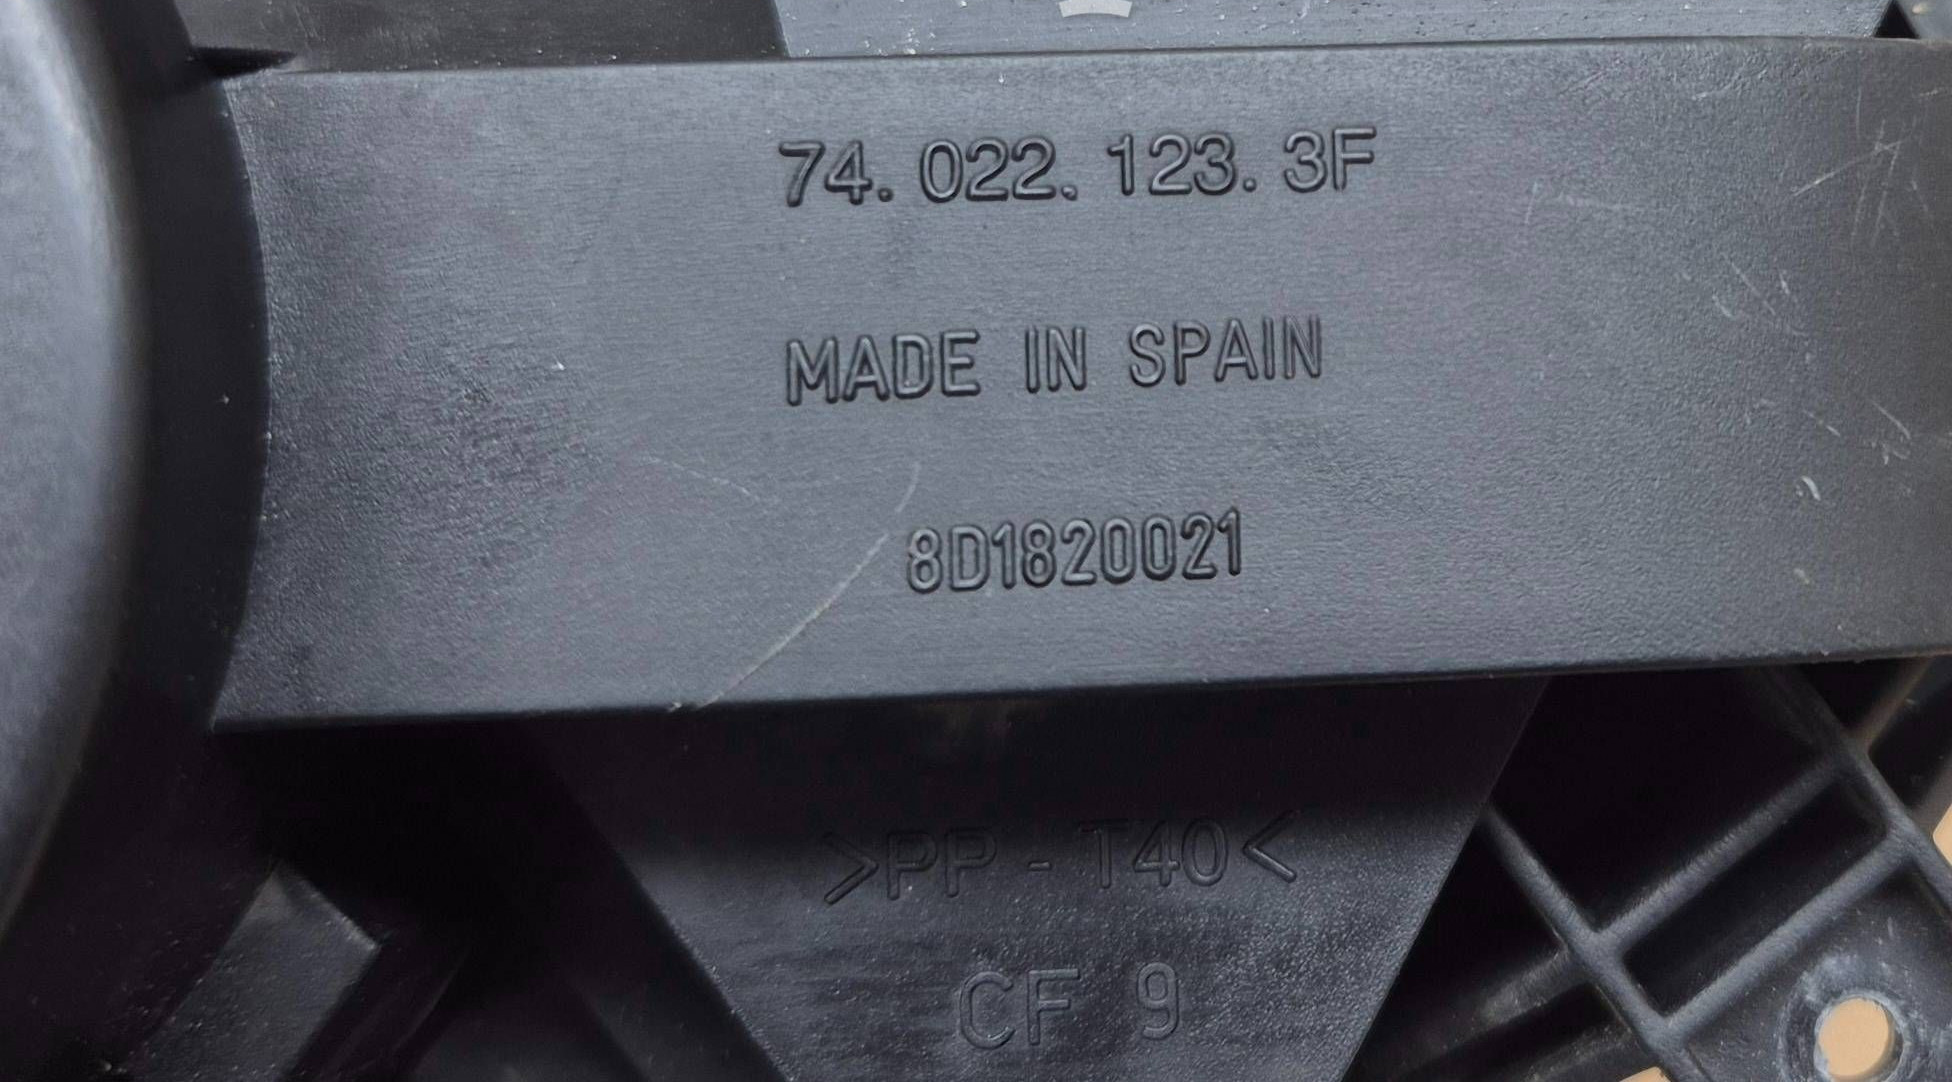 74. 022. 123. 3F
MADE IN SPAIN
8D1820021
>PP - T40<
CF 9